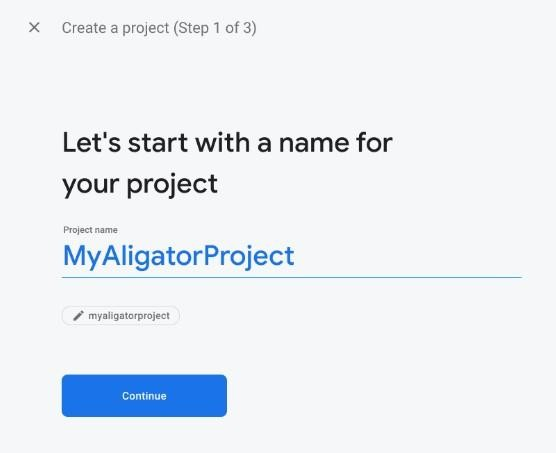 Create a project (Step 1 of 3)
Let's start with a name for
your project
Project name
MyAligatorProject
myaligatorproject
Continue